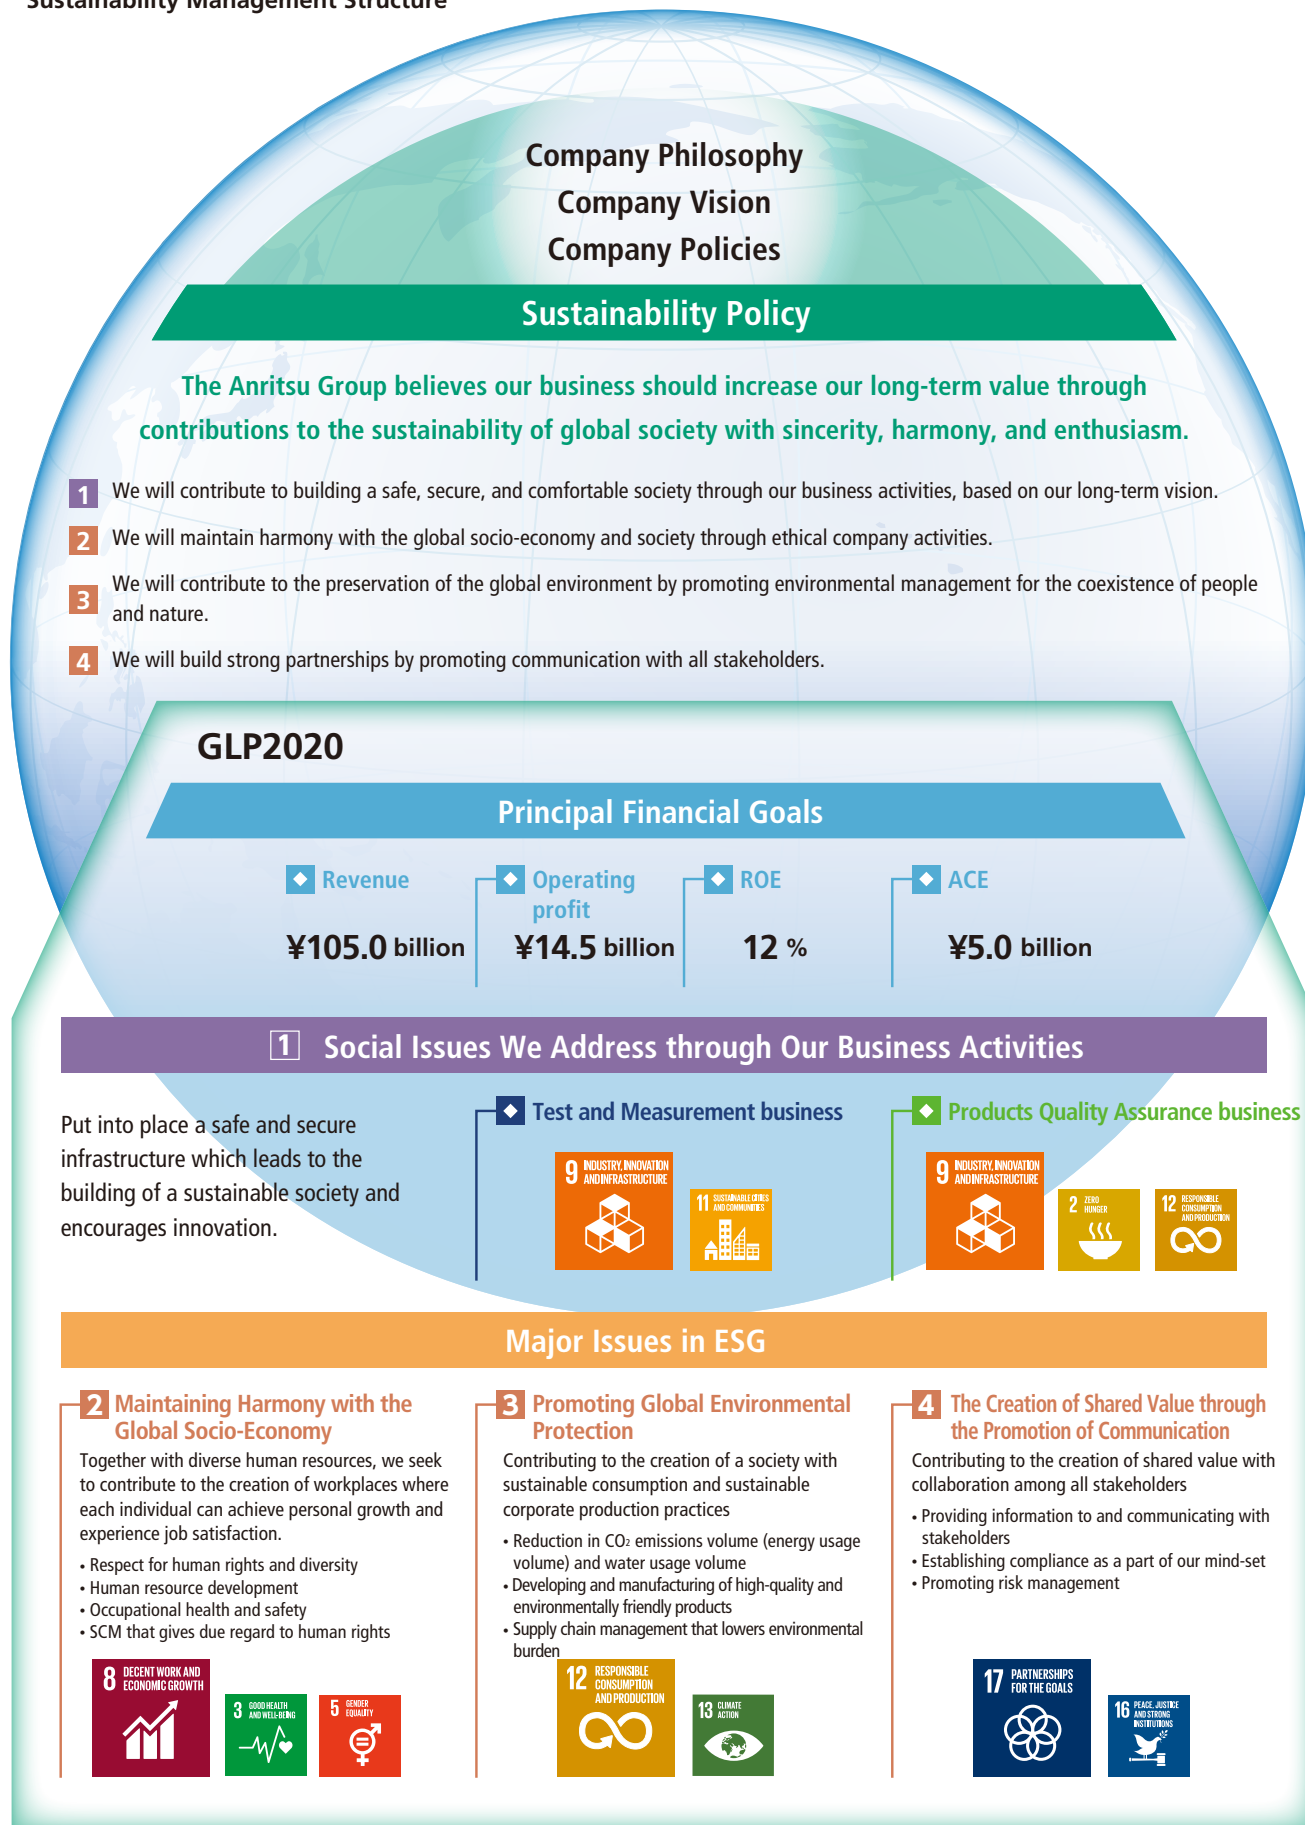 Sustainability Management Structure
Company Philosophy
Company Vision
Company Policies
Sustainability Policy
The Anritsu Group believes our business should increase our long-term value through
contributions to the sustainability of global society with sincerity, harmony, and enthusiasm.
1 We will contribute to building a safe, secure, and comfortable society through our business activities, based on our long-term vision.
2 We will maintain harmony with the global socio-economy and society through ethical company activities.
3 We will contribute to the preservation of the global environment by promoting environmental management for the coexistence of people
and nature.
4 We will build strong partnerships by promoting communication with all stakeholders.
GLP2020
Principal Financial Goals
Revenue
¥105.0 billion
Operating
profit
¥14.5 billion
ROE
12 %
ACE
¥5.0 billion
1 Social Issues We Address through Our Business Activities
Put into place a safe and secure
infrastructure which leads to the
building of a sustainable society and
encourages innovation.
Test and Measurement business
9 INDUSTRY, INNOVATION
AND INFRASTRUCTURE
11 SUSTAINABLE CITIES
AND COMMUNITIES
Products Quality Assurance business
9 INDUSTRY, INNOVATION
AND INFRASTRUCTURE
2 ZERO
HUNGER
12 RESPONSIBLE
CONSUMPTION
AND PRODUCTION
Major Issues in ESG
2 Maintaining Harmony with the
Global Socio-Economy
Together with diverse human resources, we seek
to contribute to the creation of workplaces where
each individual can achieve personal growth and
experience job satisfaction.
• Respect for human rights and diversity
• Human resource development
• Occupational health and safety
• SCM that gives due regard to human rights
8 DECENT WORK AND
ECONOMIC GROWTH
3 GOOD HEALTH
AND WELL-BEING
5 GENDER
EQUALITY
3 Promoting Global Environmental
Protection
Contributing to the creation of a society with
sustainable consumption and sustainable
corporate production practices
• Reduction in CO2 emissions volume (energy usage
volume) and water usage volume
• Developing and manufacturing of high-quality and
environmentally friendly products
• Supply chain management that lowers environmental
burden
12 RESPONSIBLE
CONSUMPTION
AND PRODUCTION
13 CLIMATE
ACTION
4 The Creation of Shared Value through
the Promotion of Communication
Contributing to the creation of shared value with
collaboration among all stakeholders
• Providing information to and communicating with
stakeholders
• Establishing compliance as a part of our mind-set
• Promoting risk management
17 PARTNERSHIPS
FOR THE GOALS
16 PEACE, JUSTICE
AND STRONG
INSTITUTIONS